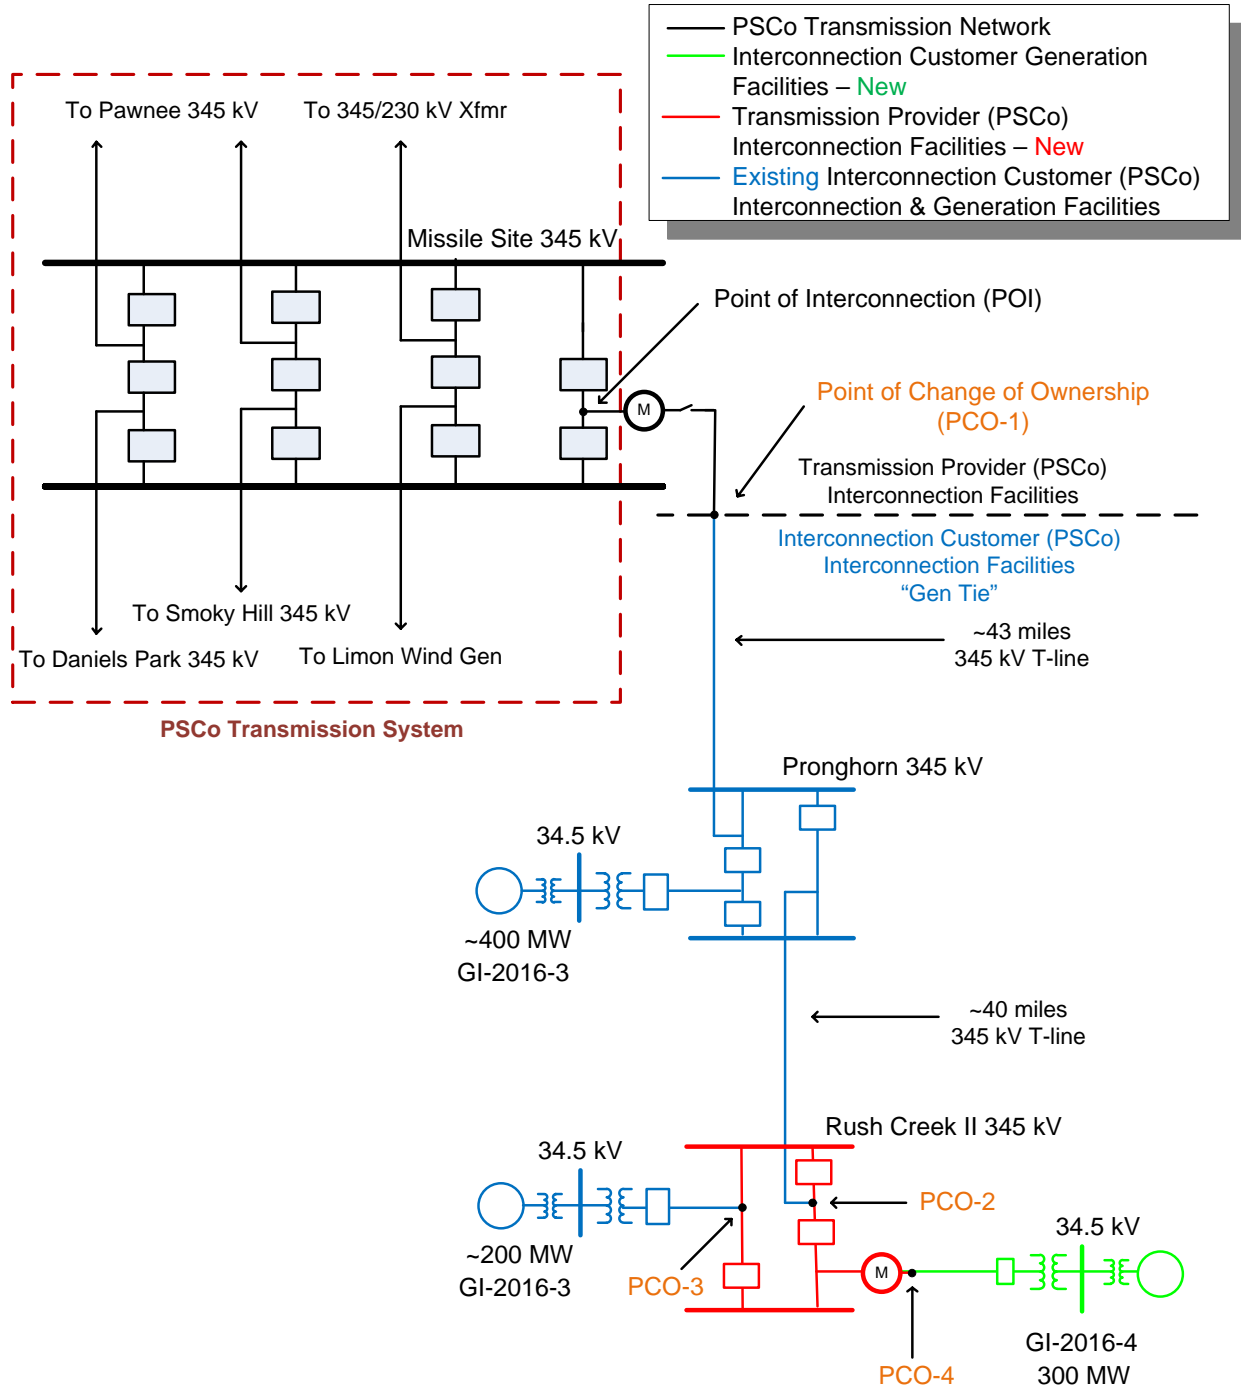 PSCo Transmission Network
Interconnection Customer Generation
Facilities – New
Transmission Provider (PSCo)
Interconnection Facilities – New
Existing Interconnection Customer (PSCo)
Interconnection & Generation Facilities
To Pawnee 345 kV
To 345/230 kV Xfmr
Missile Site 345 kV
Point of Interconnection (POI)
M
Point of Change of Ownership
(PCO-1)
Transmission Provider (PSCo)
Interconnection Facilities
Interconnection Customer (PSCo)
Interconnection Facilities
“Gen Tie”
To Smoky Hill 345 kV
To Daniels Park 345 kV
To Limon Wind Gen
~43 miles
345 kV T-line
PSCo Transmission System
Pronghorn 345 kV
34.5 kV
~400 MW
GI-2016-3
~40 miles
345 kV T-line
Rush Creek II 345 kV
34.5 kV
PCO-2
~200 MW
GI-2016-3
PCO-3
34.5 kV
M
GI-2016-4
300 MW
PCO-4